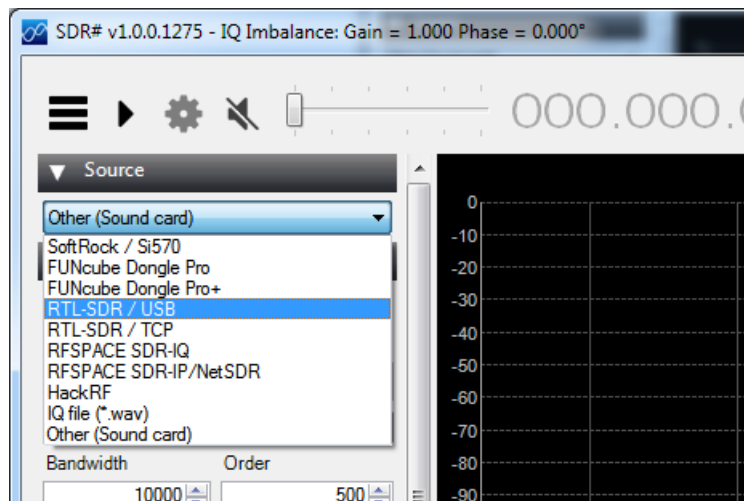 SDR# v1.0.0.1275 - IQ Imbalance: Gain = 1.000 Phase = 0.000°
000.000.
Source
Other (Sound card)
SoftRock / Si570
FUNcube Dongle Pro
FUNcube Dongle Pro+
RTL-SDR / USB
RTL-SDR / TCP
RFSPACE SDR-IQ
RFSPACE SDR-IP/NetSDR
HackRF
IQ file (*.wav)
Other (Sound card)
Bandwidth Order
10000 500
0
-10
-20
-30
-40
-50
-60
-70
-80
-90